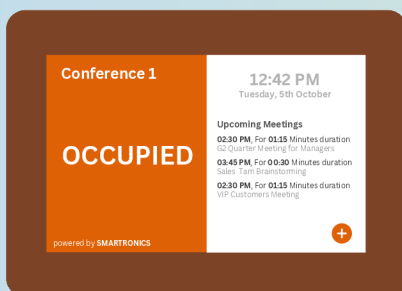 Conference 1
OCCUPIED
powered by SMARTRONICS
12:42 PM
Tuesday, 5th October
Upcoming Meetings
02:30 PM, For 01:15 Minutes duration
G2 Quarter Meeting for Managers
03:45 PM, For 00:30 Minutes duration
Sales Tam Brainstorming
02:30 PM, For 01:15 Minutes duration
VIP Customers Meeting